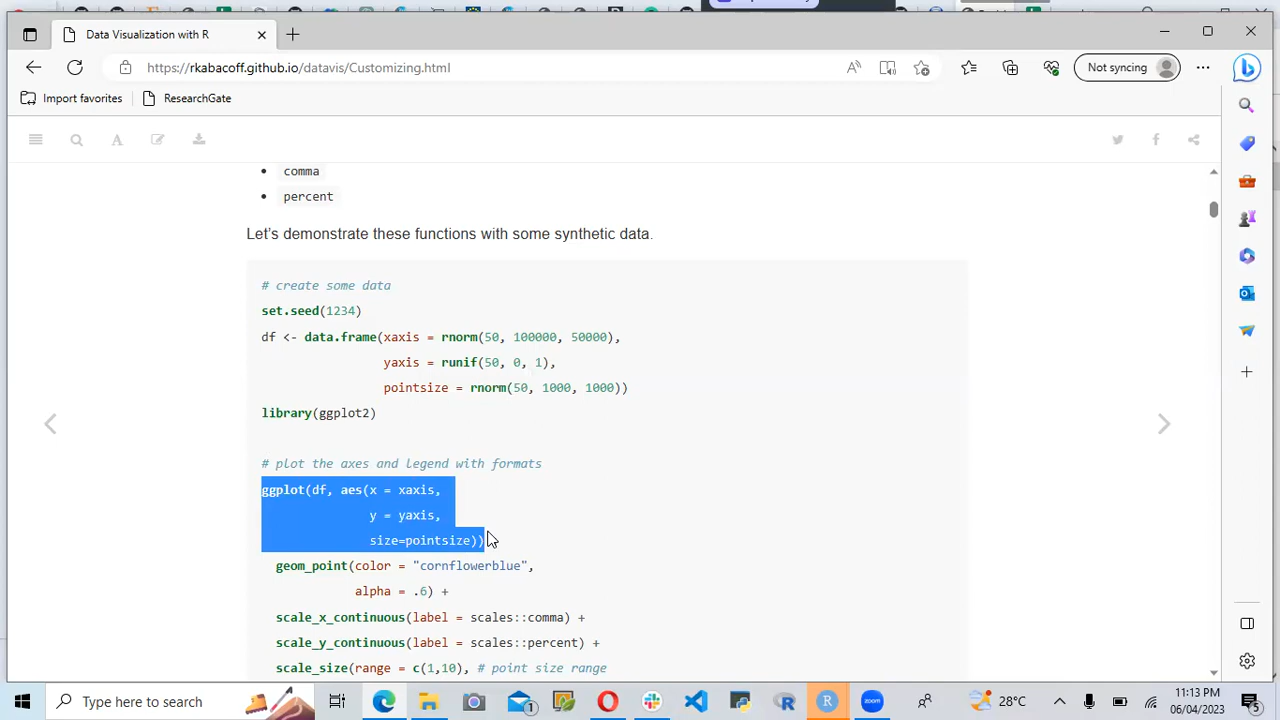 Data Visualization with R
https://rkabacoff.github.io/datavis/Customizing.html
Not syncing
Import favorites
ResearchGate
comma
percent
Let's demonstrate these functions with some synthetic data.
# create some data
set.seed(1234)
df <- data.frame(xaxis = rnorm(50, 100000, 50000),
yaxis = runif(50, 0, 1),
pointsize = rnorm(50, 1000, 1000))
library(ggplot2)
# plot the axes and legend with formats
ggplot(df, aes(x = xaxis,
y = yaxis,
size=pointsize))
geom_point(color = "cornflowerblue",
alpha = .6) +
scale_x_continuous(label = scales::comma) +
scale_y_continuous(label = scales::percent) +
scale_size(range = c(1,10), # point size range
Type here to search
28°C
11:13 PM
06/04/2023